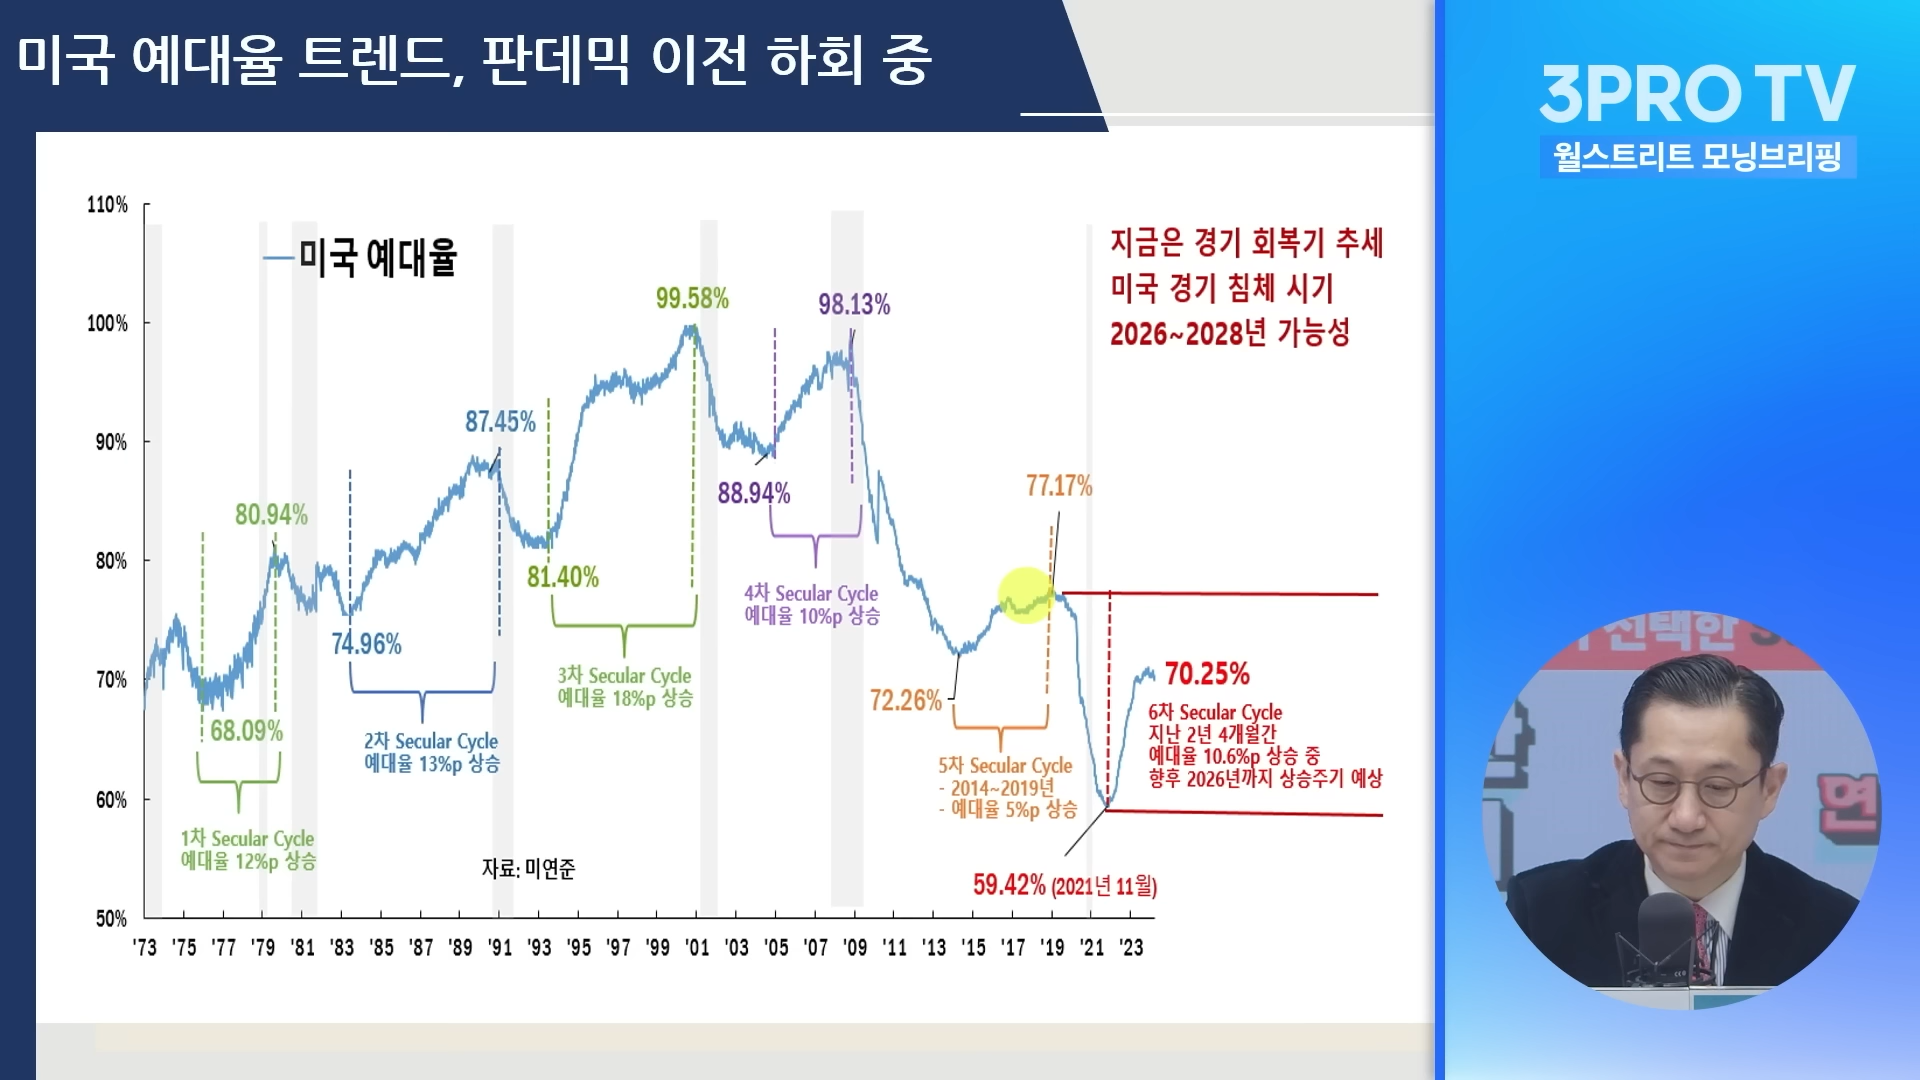 미국 예대율 트렌드, 판데믹 이전 하회 중
3PRO TV
월스트리트 모닝브리핑
110%
100%
90%
80%
70%
60%
50%
미국 예대율
지금은 경기 회복기 추세
미국 경기 침체 시기
2026~2028년 가능성
99.58%
98.13%
87.45%
88.94%
77.17%
80.94%
81.40%
74.96%
68.09%
72.26%
70.25%
1차 Secular Cycle
예대율 12%p 상승
2차 Secular Cycle
예대율 13%p 상승
3차 Secular Cycle
예대율 18%p 상승
4차 Secular Cycle
예대율 10%p 상승
5차 Secular Cycle
- 2014~2019년
- 예대율 5%p 상승
6차 Secular Cycle
지난 2년 4개월간
예대율 10.6%p 상승 중
향후 2026년까지 상승주기 예상
59.42% (2021년 11월)
자료: 미연준
'73 '75 '77 '79 '81 '83 '85 '87 '89 '91 '93 '95 '97 '99 '01 '03 '05 '07 '09 '11 '13 '15 '17 '19 '21 '23
선택한
연